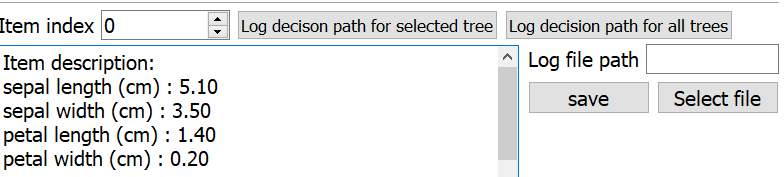 Item index 0 Log decison path for selected tree Log decision path for all trees
Item description:
sepal length (cm) : 5.10
sepal width (cm) : 3.50
petal length (cm) : 1.40
petal width (cm) : 0.20
Log file path
save Select file